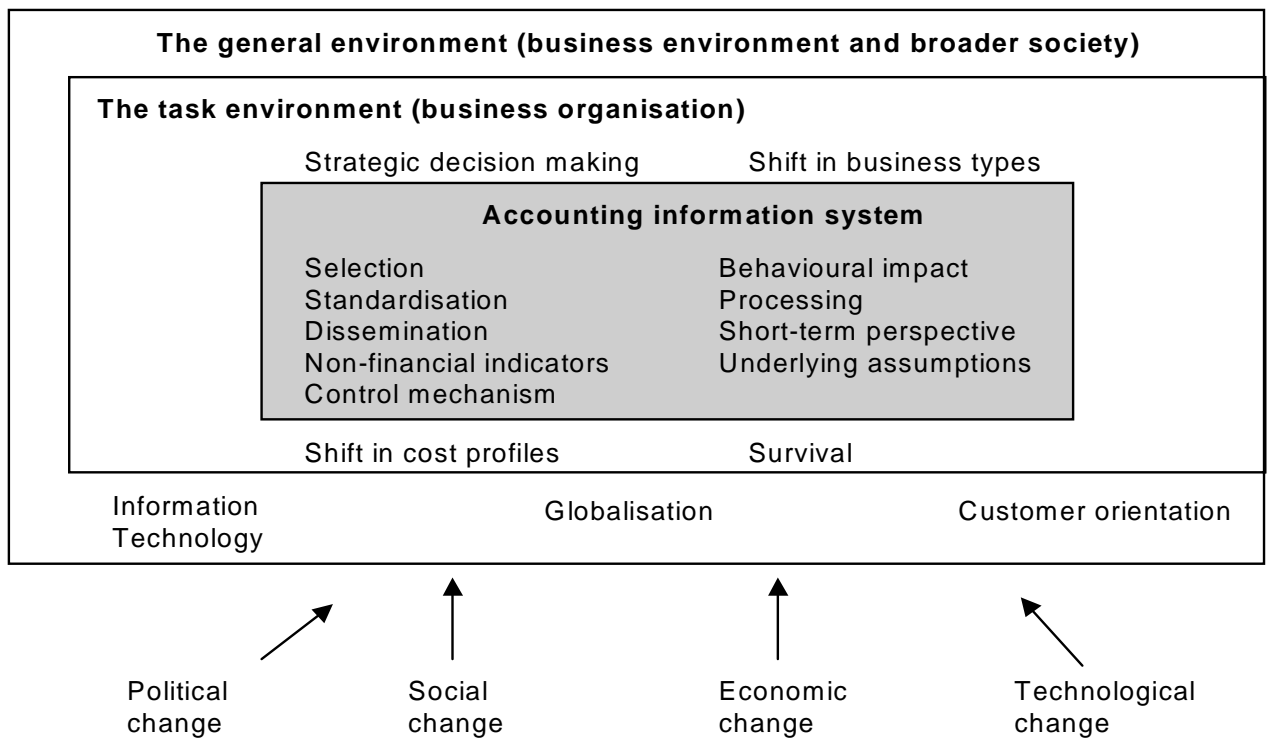 The general environment (business environment and broader society)
The task environment (business organisation)
Strategic decision making
Shift in business types
Accounting information system
Selection
Standardisation
Dissemination
Non-financial indicators
Control mechanism
Behavioural impact
Processing
Short-term perspective
Underlying assumptions
Shift in cost profiles
Survival
Information
Technology
Globalisation
Customer orientation
Political
change
Social
change
Economic
change
Technological
change